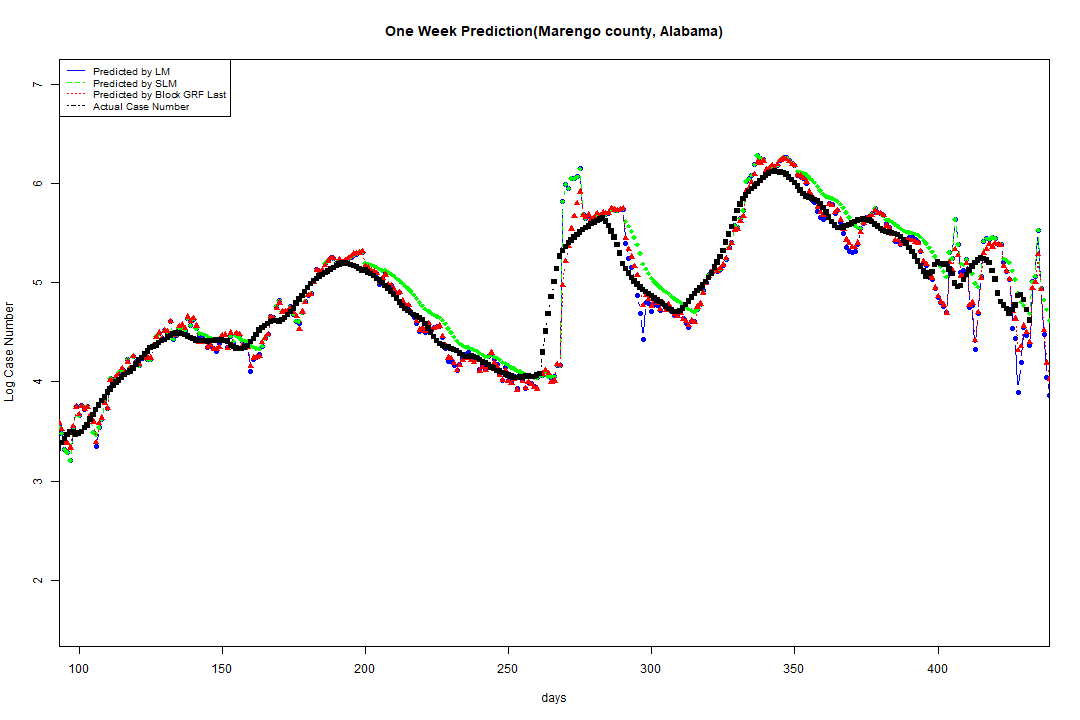 One Week Prediction(Marengo county, Alabama)
Predicted by LM
Predicted by SLM
Predicted by Block GRF Last
Actual Case Number
7
6
5
4
3
2
Log Case Number
100 150 200 250 300 350 400
days